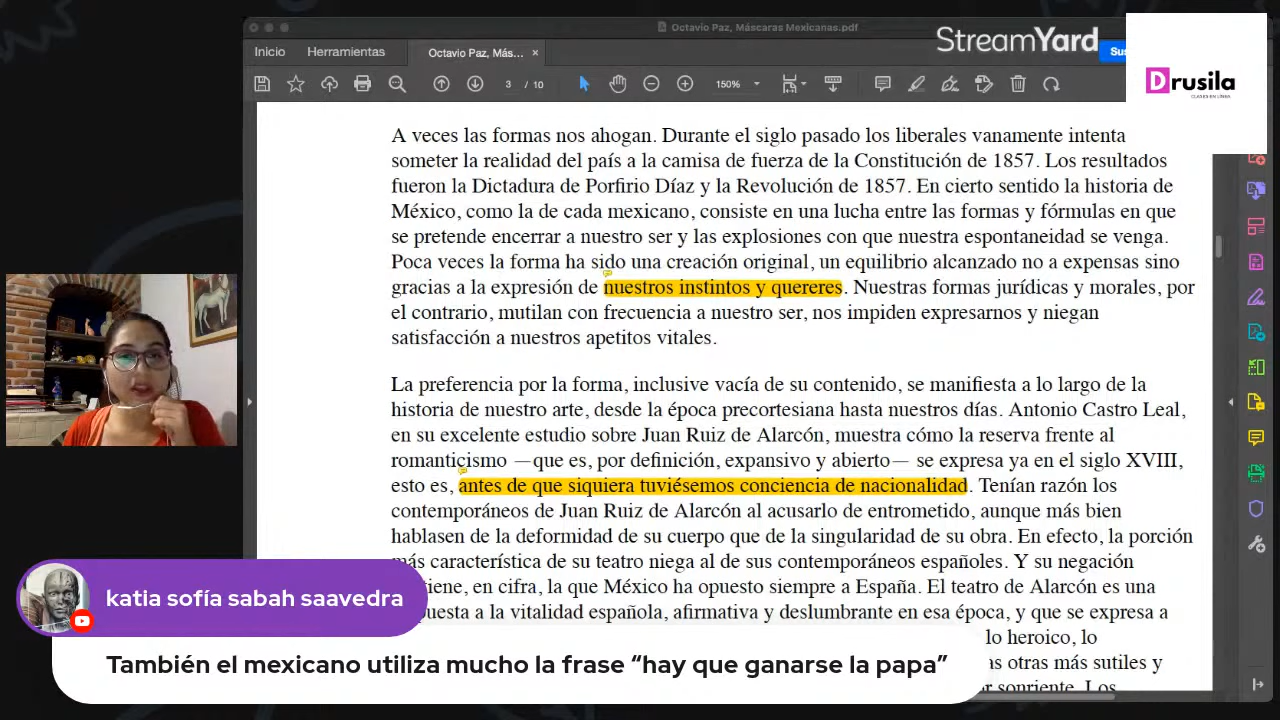 Octavio Paz, Máscaras Mexicanas.pdf
StreamYard
Inicio Herramientas Octavio Paz, Más... × Sus
Drusila
CLASES EN LÍNEA
3 / 10 150%
A veces las formas nos ahogan. Durante el siglo pasado los liberales vanamente intenta
someter la realidad del país a la camisa de fuerza de la Constitución de 1857. Los resultados
fueron la Dictadura de Porfirio Díaz y la Revolución de 1857. En cierto sentido la historia de
México, como la de cada mexicano, consiste en una lucha entre las formas y fórmulas en que
se pretende encerrar a nuestro ser y las explosiones con que nuestra espontaneidad se venga.
Poca veces la forma ha sido una creación original, un equilibrio alcanzado no a expensas sino
gracias a la expresión de nuestros instintos y quereres. Nuestras formas jurídicas y morales, por
el contrario, mutilan con frecuencia a nuestro ser, nos impiden expresarnos y niegan
satisfacción a nuestros apetitos vitales.
La preferencia por la forma, inclusive vacía de su contenido, se manifiesta a lo largo de la
historia de nuestro arte, desde la época precortesiana hasta nuestros días. Antonio Castro Leal,
en su excelente estudio sobre Juan Ruiz de Alarcón, muestra cómo la reserva frente al
romanticismo —que es, por definición, expansivo y abierto— se expresa ya en el siglo XVIII,
esto es, antes de que siquiera tuviésemos conciencia de nacionalidad. Tenían razón los
contemporáneos de Juan Ruiz de Alarcón al acusarlo de entrometido, aunque más bien
hablasen de la deformidad de su cuerpo que de la singularidad de su obra. En efecto, la porción
más característica de su teatro niega al de sus contemporáneos españoles. Y su negación
en cifra, la que México ha opuesto siempre a España. El teatro de Alarcón es una
a la vitalidad española, afirmativa y deslumbrante en esa época, y que se expresa a
lo heroico, lo
otras más sutiles y
sonriente. Los
katia sofía sabah saavedra
También el mexicano utiliza mucho la frase “hay que ganarse la papa”